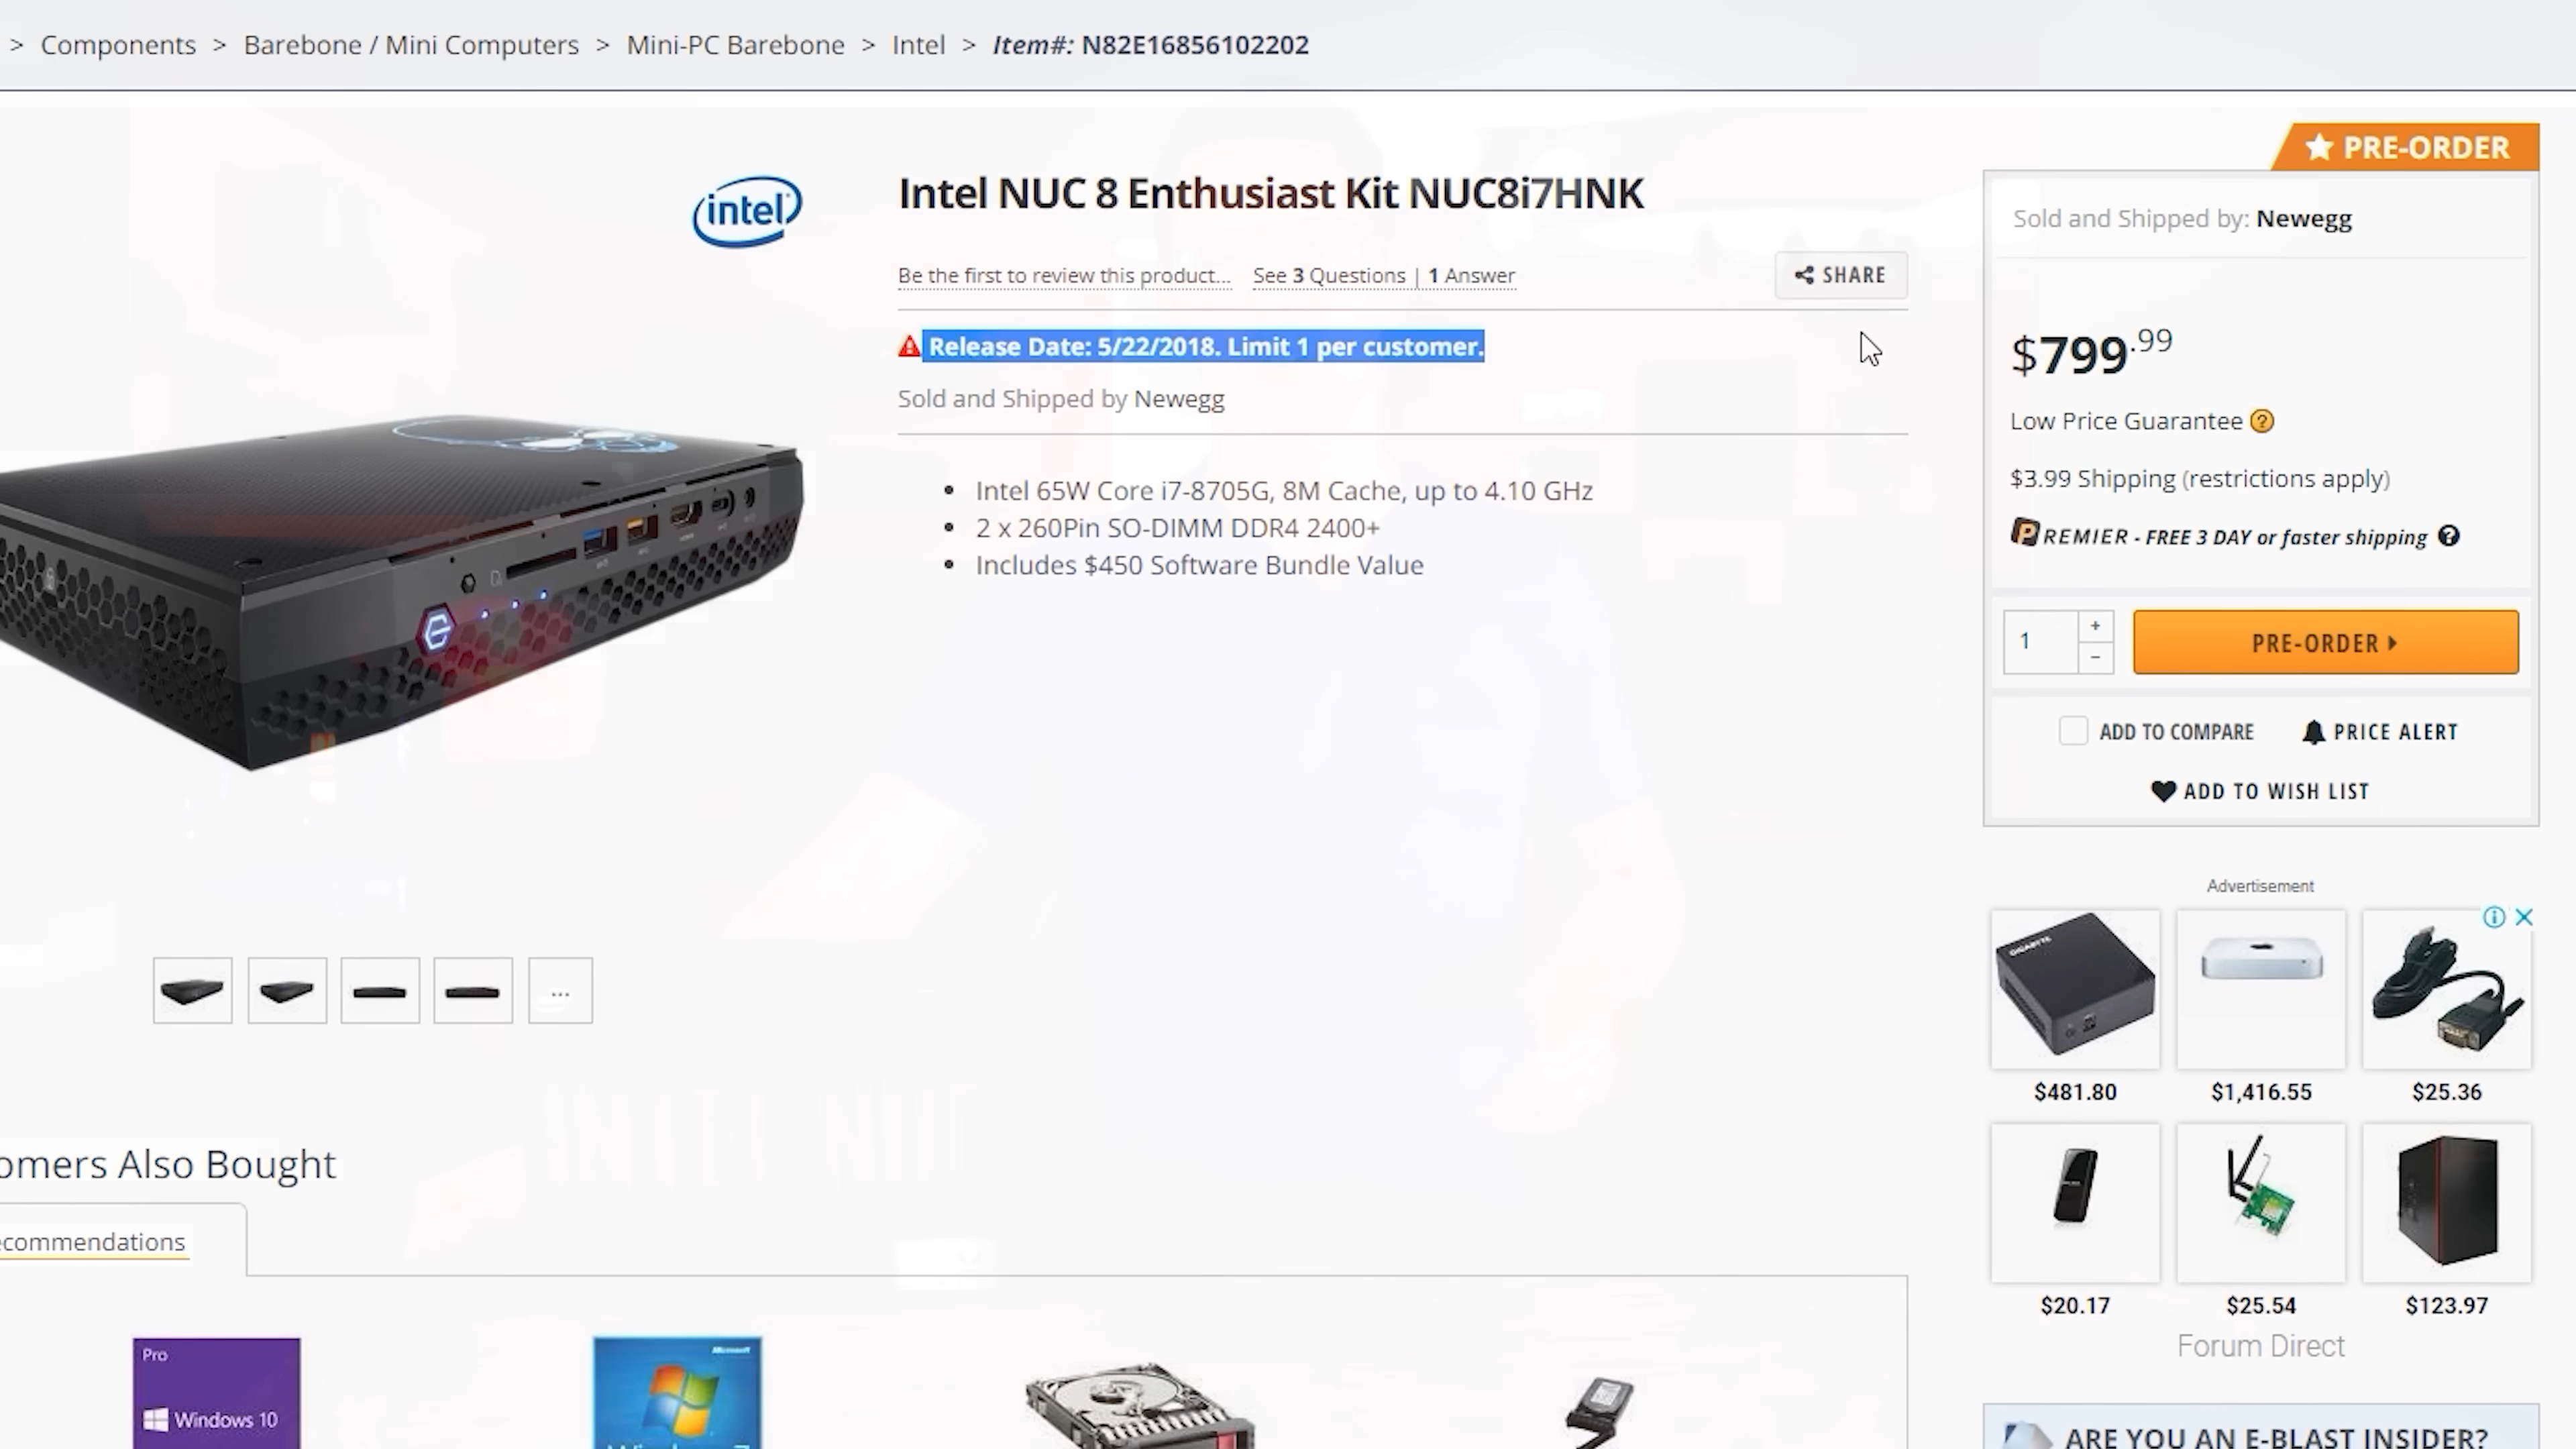 > Components > Barebone / Mini Computers > Mini-PC Barebone > Intel > Item#: N82E16856102202
PRE-ORDER
intel
Intel NUC 8 Enthusiast Kit NUC8i7HNK
Be the first to review this product... See 3 Questions | 1 Answer
SHARE
Release Date: 5/22/2018. Limit 1 per customer.
Sold and Shipped by Newegg
Intel 65W Core i7-8705G, 8M Cache, up to 4.10 GHz
2 x 260Pin SO-DIMM DDR4 2400+
Includes $450 Software Bundle Value
Sold and Shipped by: Newegg
$799.99
Low Price Guarantee ?
$3.99 Shipping (restrictions apply)
PREMIER - FREE 3 DAY or faster shipping ?
1 + -
PRE-ORDER
ADD TO COMPARE PRICE ALERT
ADD TO WISH LIST
Advertisement
GIGABYTE
$481.80 $1,416.55 $25.36
$20.17 $25.54 $123.97
Forum Direct
ARE YOU AN E-BLAST INSIDER?
...
INTEL NUC
omers Also Bought
ecommendations
Pro
Windows 10
Microsoft